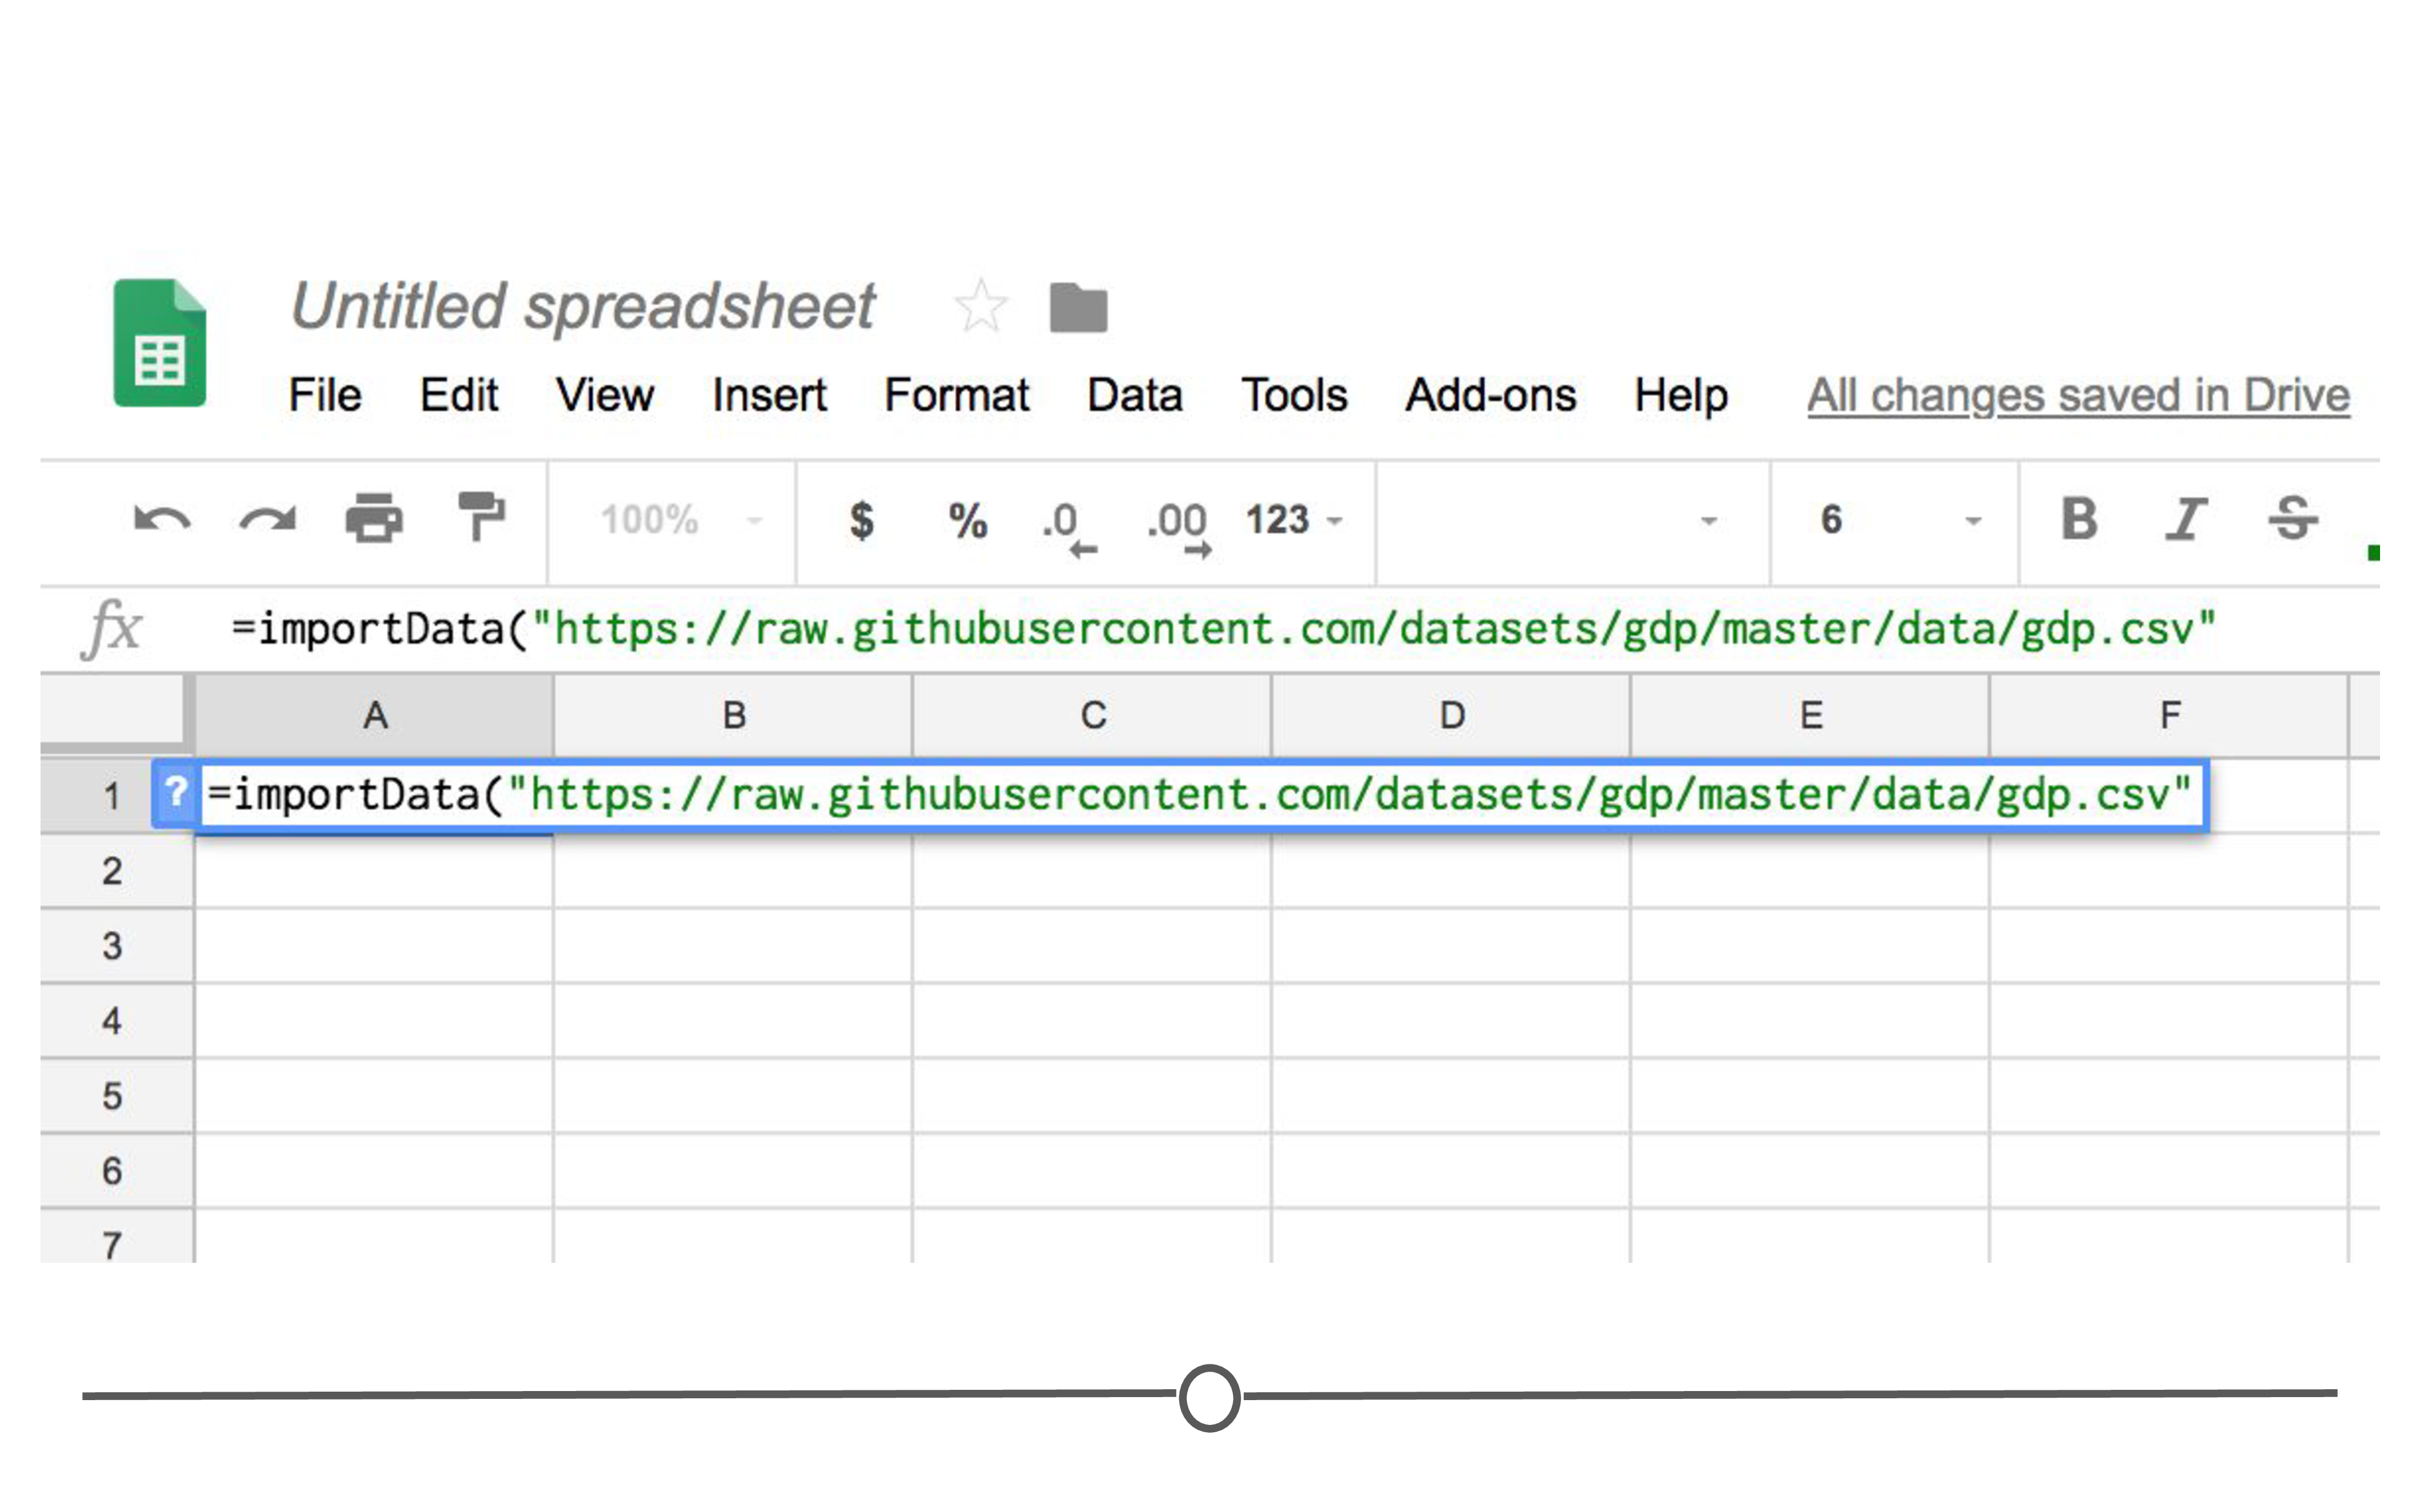 Untitled spreadsheet
File Edit View Insert Format Data Tools Add-ons Help All changes saved in Drive
100% $ % .0 .00 123 6 B I S
fx =importData("https://raw.githubusercontent.com/datasets/gdp/master/data/gdp.csv"
A B C D E F
1 ? =importData("https://raw.githubusercontent.com/datasets/gdp/master/data/gdp.csv"
2
3
4
5
6
7